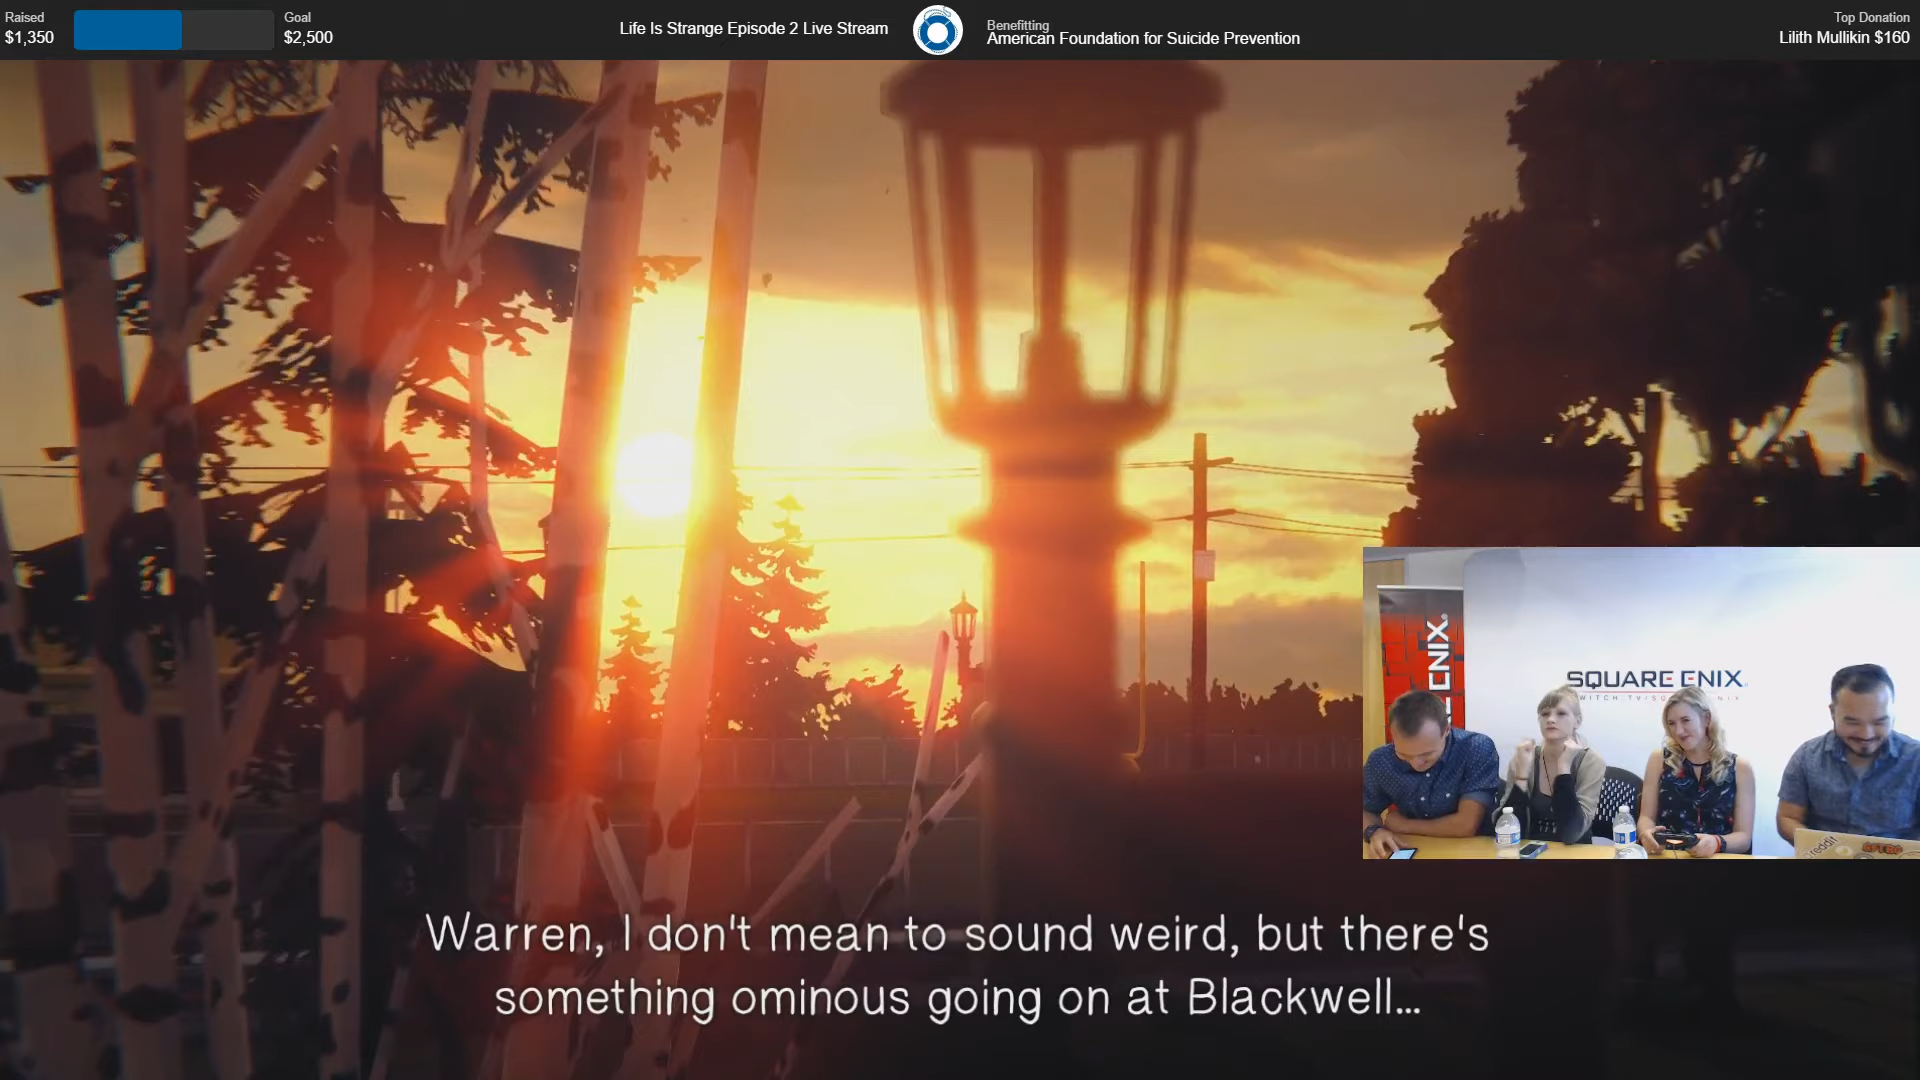 Raised
$1,350
Goal
$2,500
Life Is Strange Episode 2 Live Stream
Benefitting
American Foundation for Suicide Prevention
Top Donation
Lilith Mullikin $160
ENIX
SQUARE ENIX
reddit
Warren, I don't mean to sound weird, but there's
something ominous going on at Blackwell...